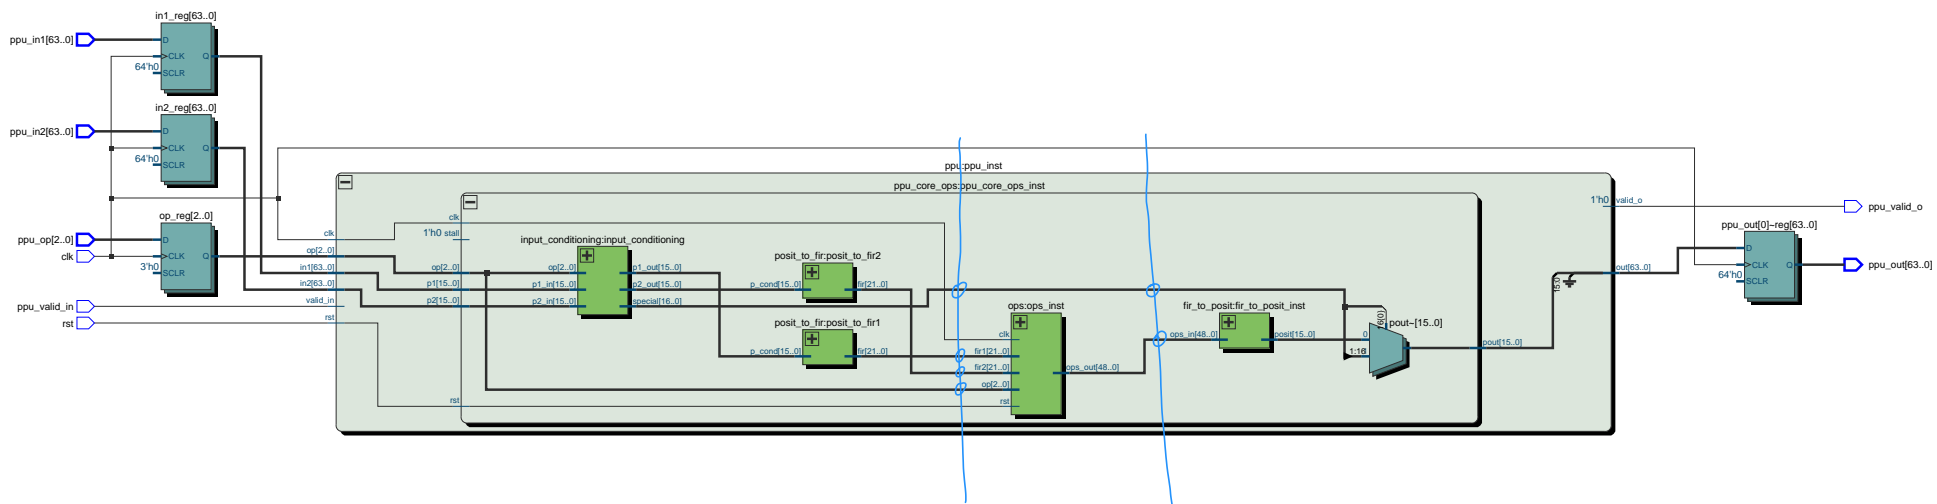 in1_reg[63..0]
ppu_in1[63..0]
D
CLK
Q
64'h0
SCLR
in2_reg[63..0]
ppu_in2[63..0]
D
CLK
Q
64'h0
SCLR
op_reg[2..0]
ppu_op[2..0]
D
clk
CLK
Q
3'h0
SCLR
ppu_valid_in
rst
ppu:ppu_inst
clk
op[2..0]
in1[63..0]
in2[63..0]
valid_in
rst
ppu_core_ops:ppu_core_ops_inst
clk
1'h0 stall
op[2..0]
p1[15..0]
p2[15..0]
rst
input_conditioning:input_conditioning
op[2..0]
p1_in[15..0]
p2_in[15..0]
p1_out[15..0]
p2_out[15..0]
special[16..0]
posit_to_fir:posit_to_fir2
p_cond[15..0]
fir[21..0]
posit_to_fir:posit_to_fir1
p_cond[15..0]
fir[21..0]
ops:ops_inst
clk
fir1[21..0]
fir2[21..0]
op[2..0]
rst
ops_out[48..0]
fir_to_posit:fir_to_posit_inst
ops_in[48..0]
posit[15..0]
pout~[15..0]
0
1:16
pout[15..0]
15:0
1'h0 valid_o
out[63..0]
ppu_valid_o
ppu_out[0]~reg[63..0]
D
CLK
Q
64'h0
SCLR
ppu_out[63..0]